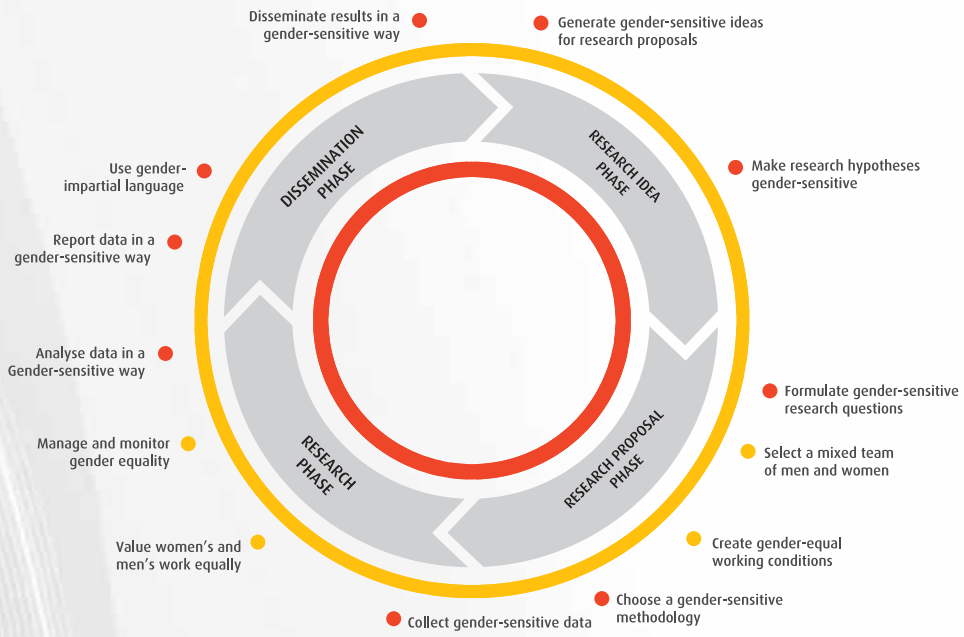 Disseminate results in a
gender-sensitive way
Generate gender-sensitive ideas
for research proposals
DISSEMINATION
PHASE
RESEARCH IDEA
PHASE
Use gender-
impartial language
Make research hypotheses
gender-sensitive
Report data in a
gender-sensitive way
Analyse data in a
Gender-sensitive way
Formulate gender-sensitive
research questions
Manage and monitor
gender equality
RESEARCH
PHASE
RESEARCH PROPOSAL
PHASE
Select a mixed team
of men and women
Value women’s and
men’s work equally
Create gender-equal
working conditions
Choose a gender-sensitive
methodology
Collect gender-sensitive data